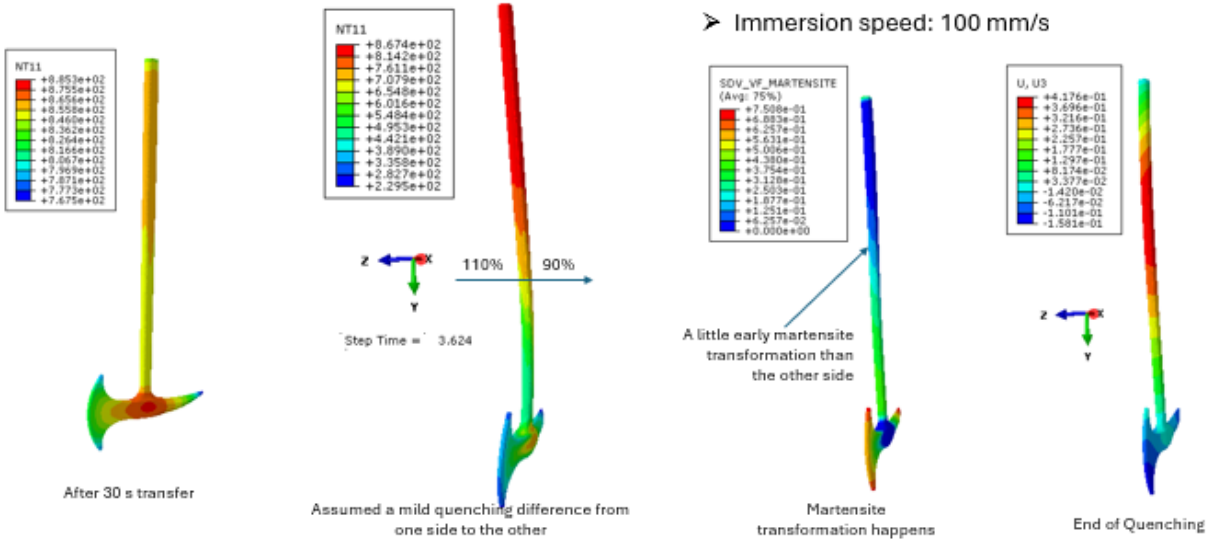 ➢ Immersion speed: 100 mm/s
NT11
+8.853e+02
+8.755e+02
+8.656e+02
+8.558e+02
+8.460e+02
+8.362e+02
+8.264e+02
+8.166e+02
+8.067e+02
+7.969e+02
+7.871e+02
+7.773e+02
+7.675e+02
After 30 s transfer
NT11
+8.674e+02
+8.142e+02
+7.611e+02
+7.079e+02
+6.548e+02
+6.016e+02
+5.484e+02
+4.953e+02
+4.421e+02
+3.890e+02
+3.358e+02
+2.827e+02
+2.295e+02
Z
X
Y
110%
90%
Step Time = 3.624
Assumed a mild quenching difference from
one side to the other
SDV_VF_MARTENSITE
(Avg: 75%)
+7.508e-01
+6.883e-01
+6.257e-01
+5.631e-01
+5.006e-01
+4.380e-01
+3.754e-01
+3.128e-01
+2.503e-01
+1.877e-01
+1.251e-01
+6.257e-02
+0.000e+00
A little early martensite
transformation than
the other side
Martensite
transformation happens
U, U3
+4.176e-01
+3.696e-01
+3.216e-01
+2.736e-01
+2.257e-01
+1.777e-01
+1.297e-01
+8.174e-02
+3.377e-02
-1.420e-02
-6.217e-02
-1.101e-01
-1.581e-01
Z
X
Y
End of Quenching